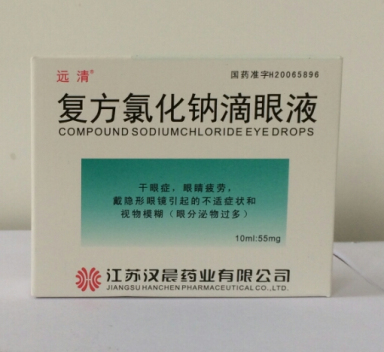 远清®
国药准字H20065896
复方氯化钠滴眼液
COMPOUND SODIUMCHLORIDE EYE DROPS
干眼症，眼睛疲劳，
戴隐形眼镜引起的不适症状和
视物模糊（眼分泌物过多）
10ml:55mg
江苏汉晨药业有限公司
JIANGSU HANCHEN PHARMACEUTICAL CO.,LTD.